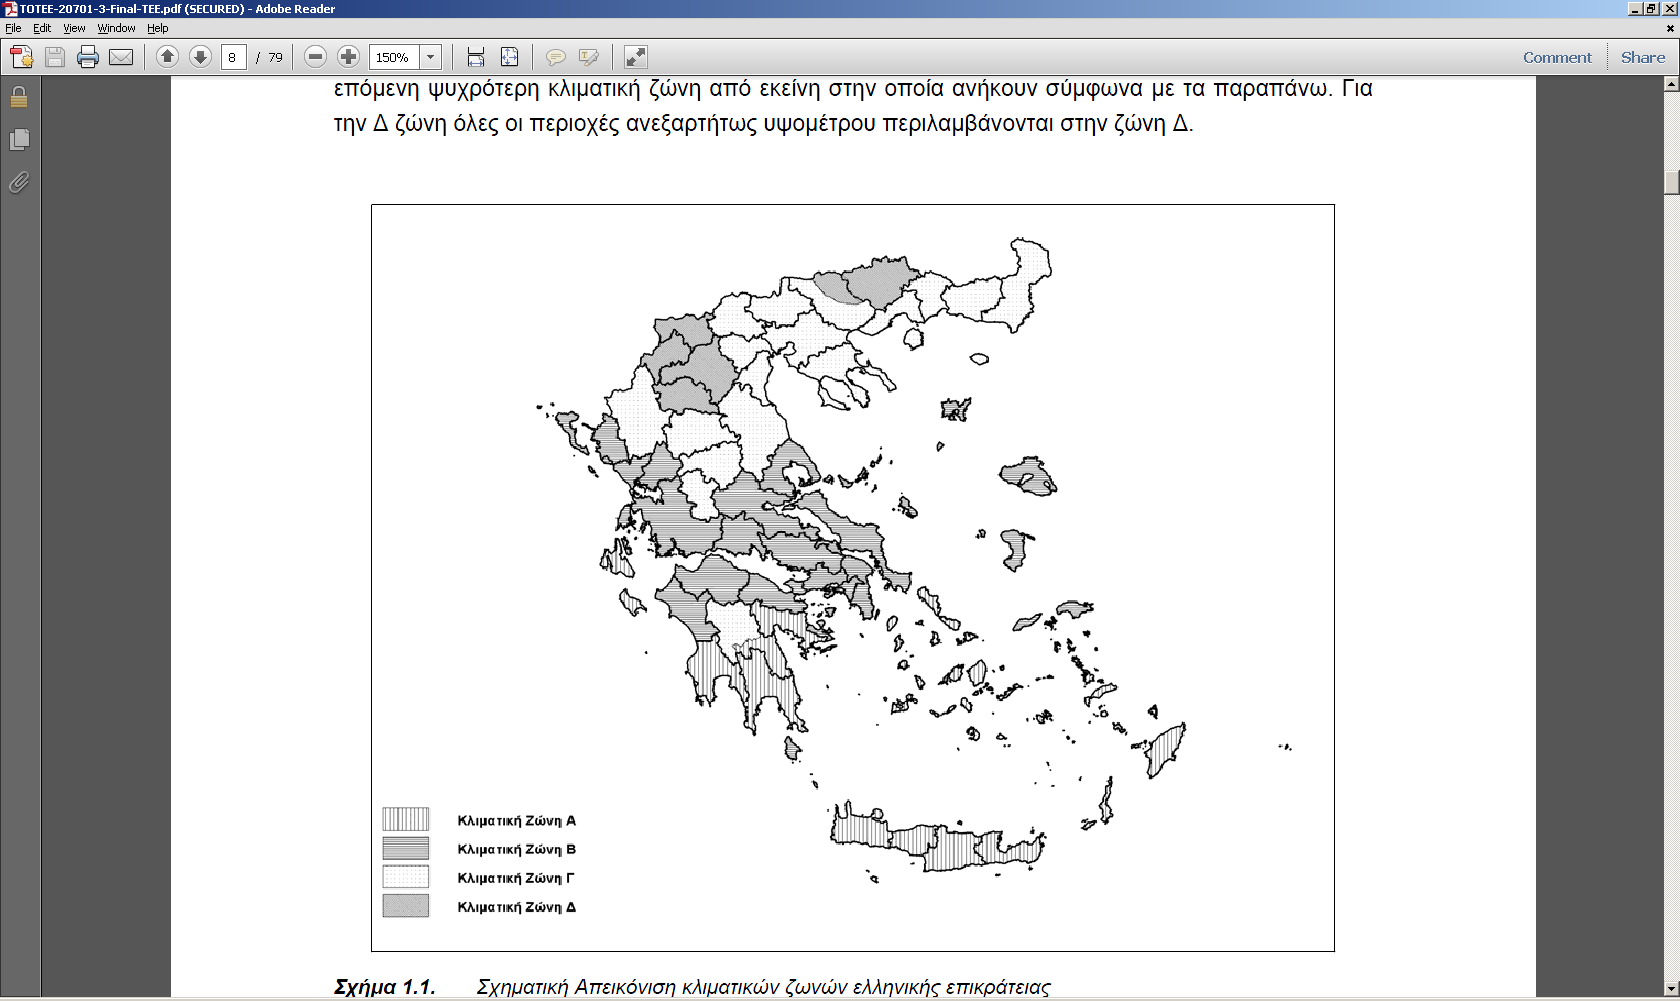 TOTEE-20701-3-Final-TEE.pdf (SECURED) - Adobe Reader
File Edit View Window Help
8 / 79 150% Comment Share
επόμενη ψυχρότερη κλιματική ζώνη από εκείνη στην οποία ανήκουν σύμφωνα με τα παραπάνω. Για
την Δ ζώνη όλες οι περιοχές ανεξαρτήτως υψομέτρου περιλαμβάνονται στην ζώνη Δ.
Κλιματική Ζώνη Α
Κλιματική Ζώνη Β
Κλιματική Ζώνη Γ
Κλιματική Ζώνη Δ
Σχήμα 1.1. Σχηματική Απεικόνιση κλιματικών ζωνών ελληνικής επικράτειας